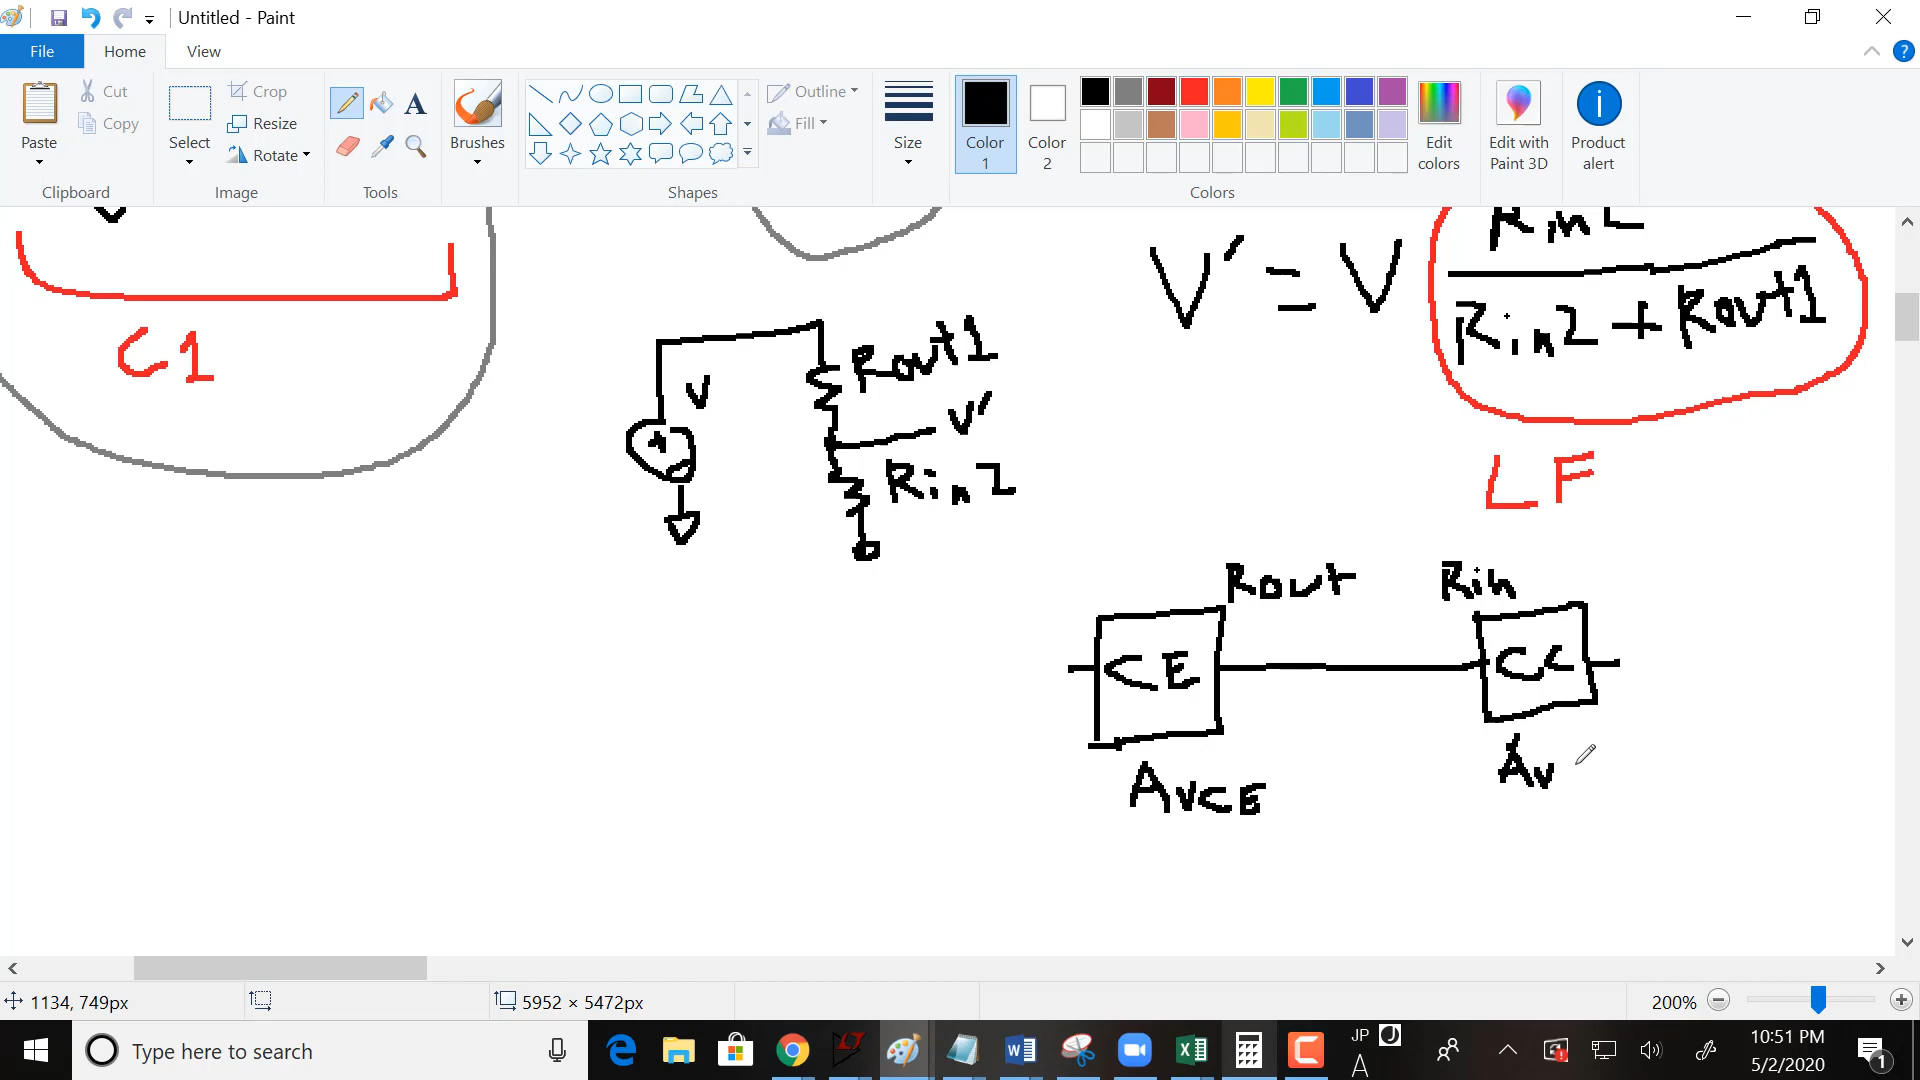 Untitled - Paint
File
Home
View
Paste
Cut
Copy
Clipboard
Select
Crop
Resize
Rotate
Image
Tools
Brushes
Shapes
Outline
Fill
Size
Color
1
Color
2
Colors
Edit
colors
Edit with
Paint 3D
Product
alert
C1
V
Rout1
V'
Rin2
V' = V
Rin2
Rin2 + Rout1
LF
Rout
Rin
CE
CC
AVCE
AV
1134, 749px
5952 × 5472px
200%
Type here to search
JP
J
A
10:51 PM
5/2/2020
1